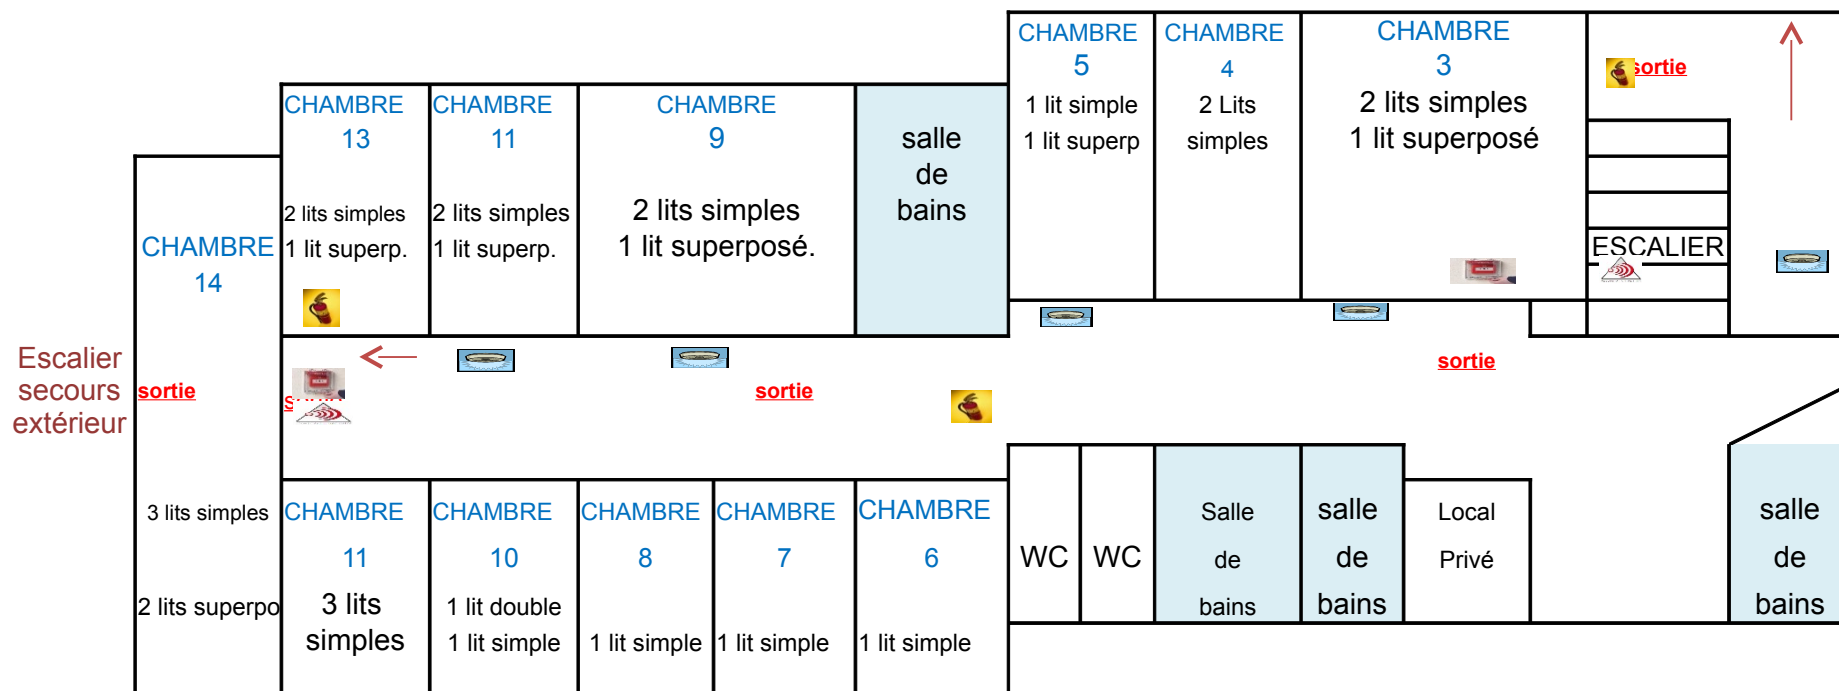 CHAMBRE
5
1 lit simple
1 lit superp
CHAMBRE
4
2 Lits
simples
CHAMBRE
3
2 lits simples
1 lit superposé
sortie
ESCALIER
CHAMBRE
13
2 lits simples
1 lit superp.
CHAMBRE
11
2 lits simples
1 lit superp.
CHAMBRE
9
2 lits simples
1 lit superposé.
salle
de
bains
CHAMBRE
14
3 lits simples
2 lits superpo
Escalier
secours
extérieur
sortie
sortie
sortie
CHAMBRE
11
3 lits
simples
CHAMBRE
10
1 lit double
1 lit simple
CHAMBRE
8
1 lit simple
CHAMBRE
7
1 lit simple
CHAMBRE
6
1 lit simple
WC
WC
Salle
de
bains
salle
de
bains
Local
Privé
salle
de
bains